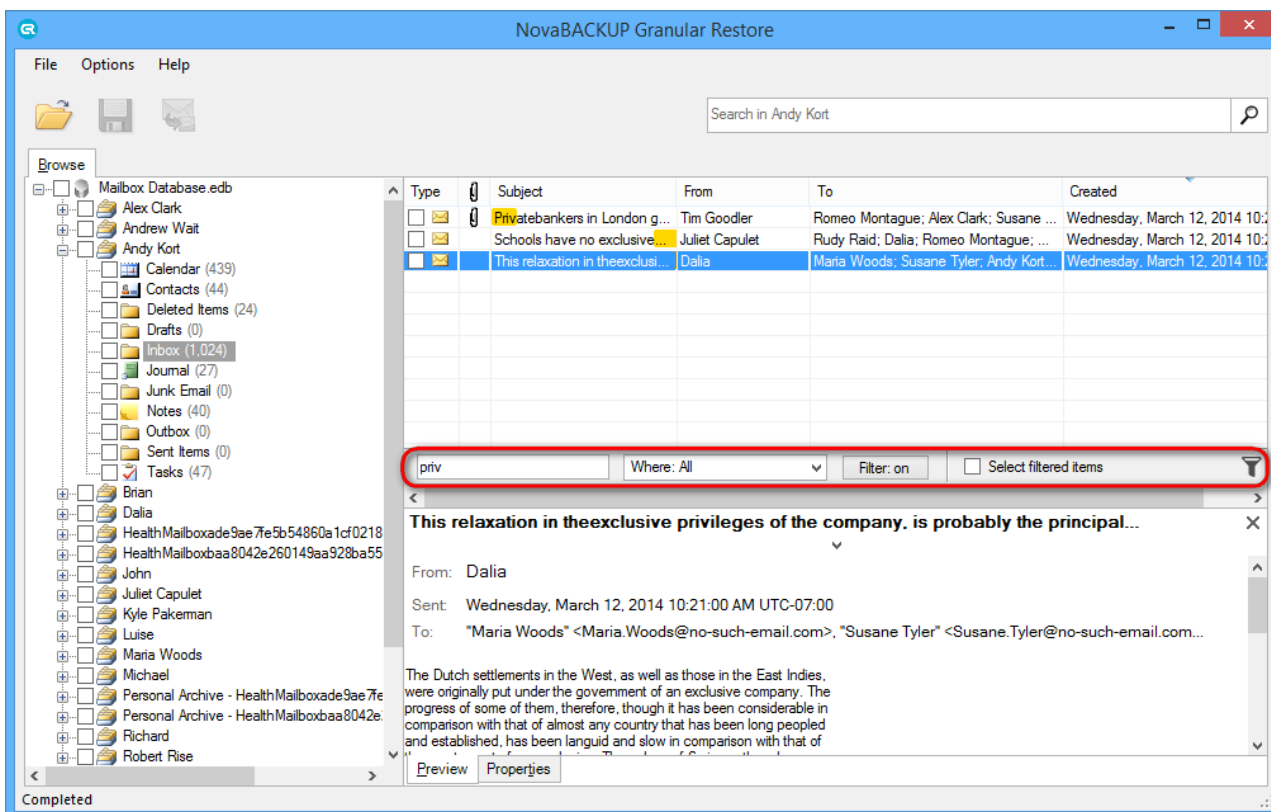 NovaBACKUP Granular Restore
File Options Help
Search in Andy Kort
Browse
Mailbox Database.edb
Alex Clark
Andrew Wait
Andy Kort
Calendar (439)
Contacts (44)
Deleted Items (24)
Drafts (0)
Inbox (1,024)
Journal (27)
Junk Email (0)
Notes (40)
Outbox (0)
Sent Items (0)
Tasks (47)
Brian
Dalia
HealthMailboxade9ae7fe5b54860a1cf0218
HealthMailboxbaa8042e260149aa928ba55
John
Juliet Capulet
Kyle Pakerman
Luise
Maria Woods
Michael
Personal Archive - HealthMailboxade9ae7fe
Personal Archive - HealthMailboxbaa8042e
Richard
Robert Rise
Type Subject From To Created
Privatebankers in London g... Tim Goodler Romeo Montague; Alex Clark; Susane ... Wednesday, March 12, 2014 10:2
Schools have no exclusive... Juliet Capulet Rudy Raid; Dalia; Romeo Montague; ... Wednesday, March 12, 2014 10:2
This relaxation in theexclusi... Dalia Maria Woods; Susane Tyler; Andy Kort... Wednesday, March 12, 2014 10:2
priv Where: All Filter: on Select filtered items
This relaxation in theexclusive privileges of the company, is probably the principal...
From: Dalia
Sent: Wednesday, March 12, 2014 10:21:00 AM UTC-07:00
To: "Maria Woods" <Maria.Woods@no-such-email.com>, "Susane Tyler" <Susane.Tyler@no-such-email.com...
The Dutch settlements in the West, as well as those in the East Indies,
were originally put under the government of an exclusive company. The
progress of some of them, therefore, though it has been considerable in
comparison with that of almost any country that has been long peopled
and established, has been languid and slow in comparison with that of
Preview Properties
Completed